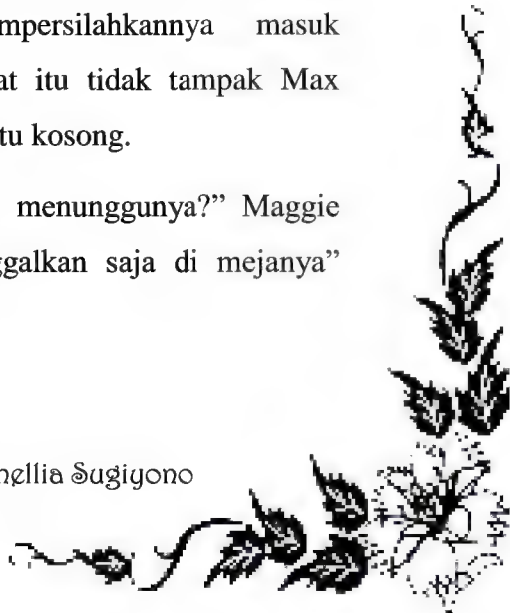 mpersilahkannya masuk
at itu tidak tampak Max
tu kosong.
menunggunya?” Maggie
ggalkan saja di mejanya”
nellia Sugiyono